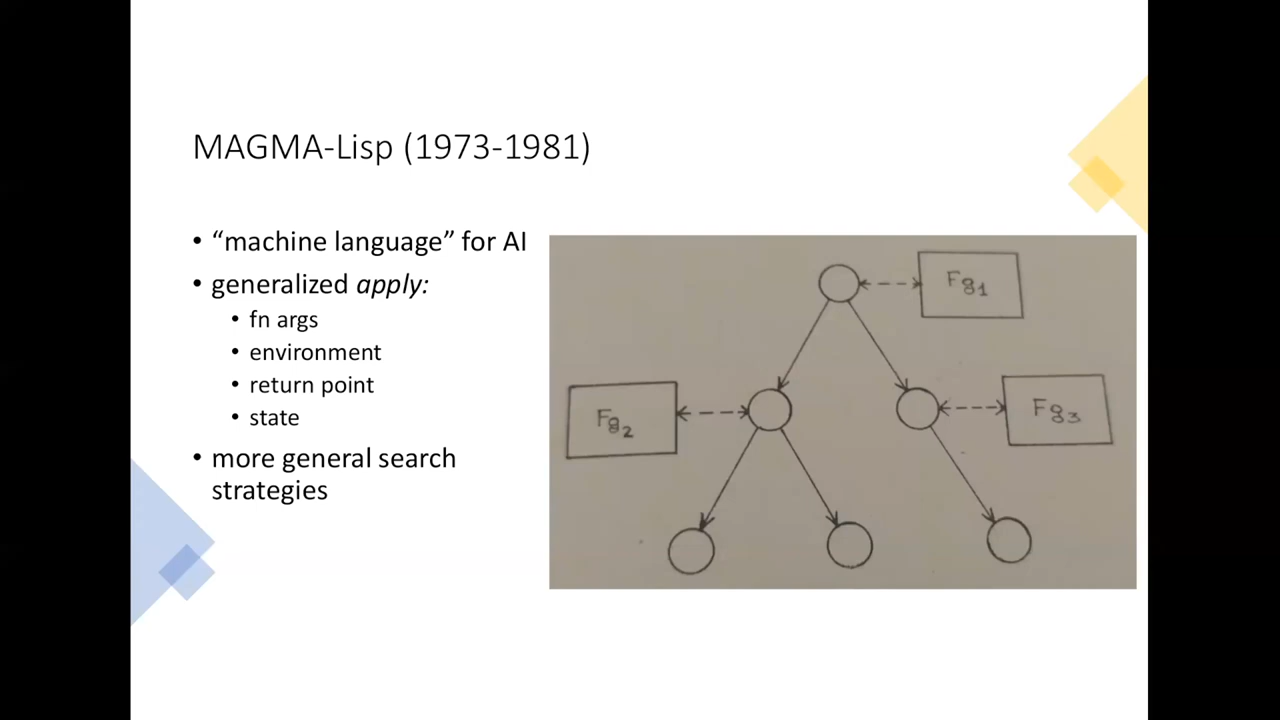 MAGMA-Lisp (1973-1981)
• “machine language” for AI
• generalized apply:
• fn args
• environment
• return point
• state
• more general search
strategies
Fg1
Fg2
Fg3